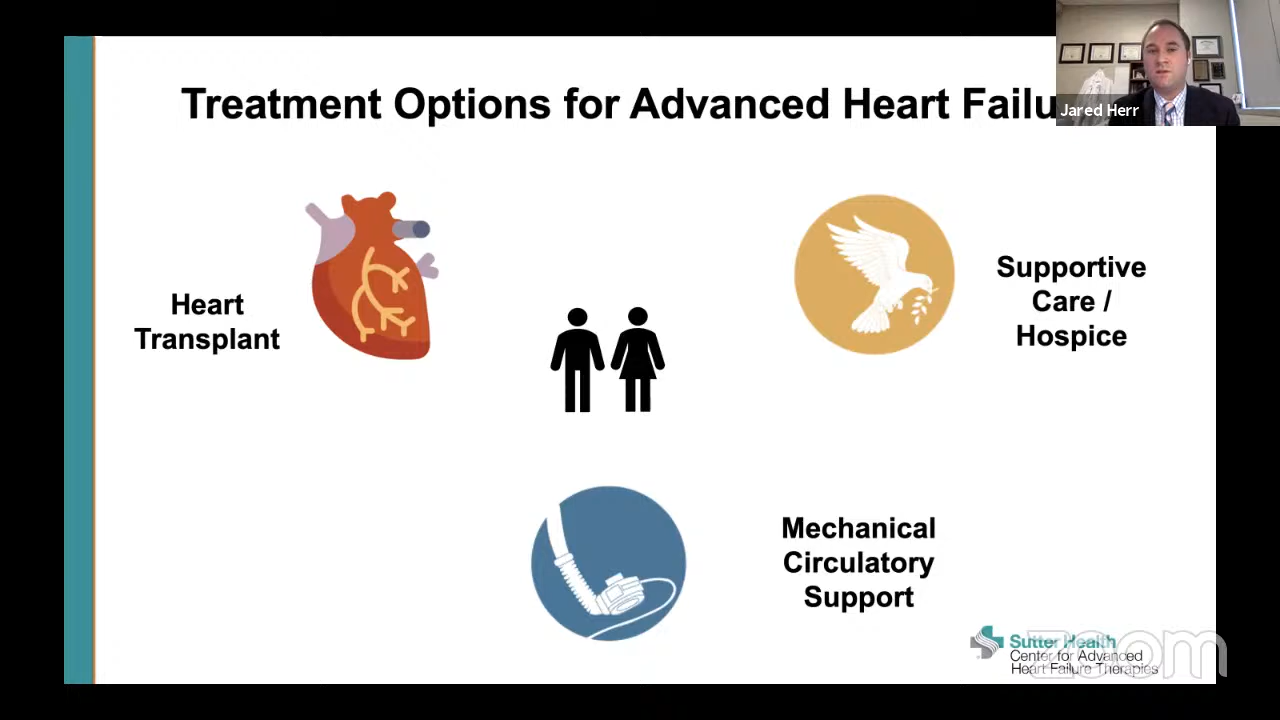 Treatment Options for Advanced Heart Failu
Jared Herr
Heart
Transplant
Supportive
Care /
Hospice
Mechanical
Circulatory
Support
Sutter Health
Center for Advanced
Heart Failure Therapies
zoom